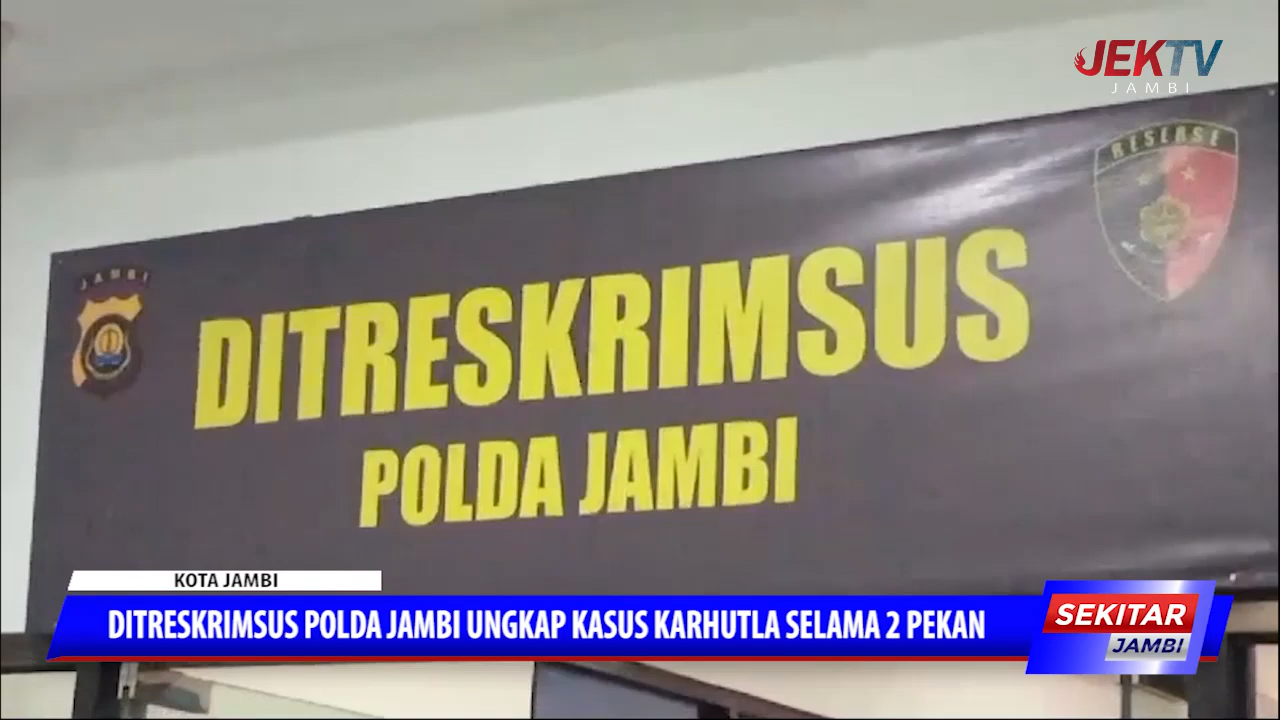 JEKTV
JAMBI
RESERSE
JAMBI
DITRESKRIMSUS
POLDA JAMBI
KOTA JAMBI
DITRESKRIMSUS POLDA JAMBI UNGKAP KASUS KARHUTLA SELAMA 2 PEKAN
SEKITAR
JAMBI